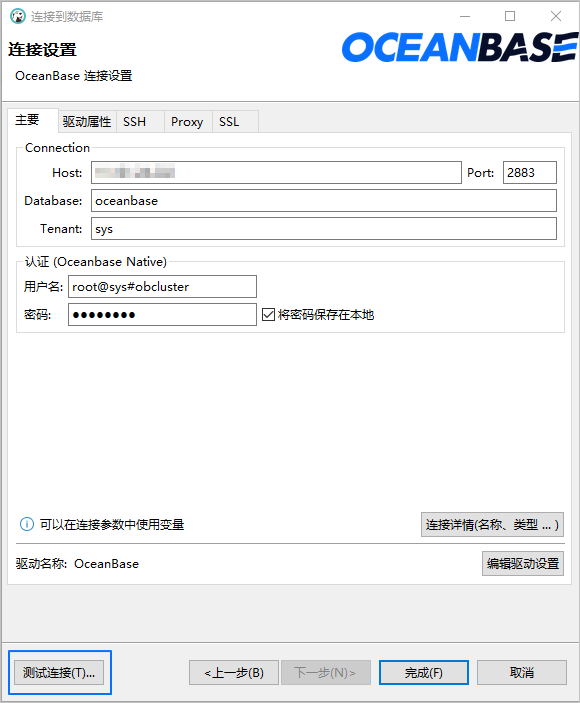 连接到数据库
连接设置
OceanBase 连接设置
OCEANBASE
主要 驱动属性 SSH Proxy SSL
Connection
Host: Port: 2883
Database: oceanbase
Tenant: sys
认证 (Oceanbase Native)
用户名: root@sys#obcluster
密码: ●●●●●●●● 将密码保存在本地
可以在连接参数中使用变量 连接详情(名称、类型 ... )
驱动名称: OceanBase 编辑驱动设置
测试连接(T)... <上一步(B) 下一步(N)> 完成(F) 取消